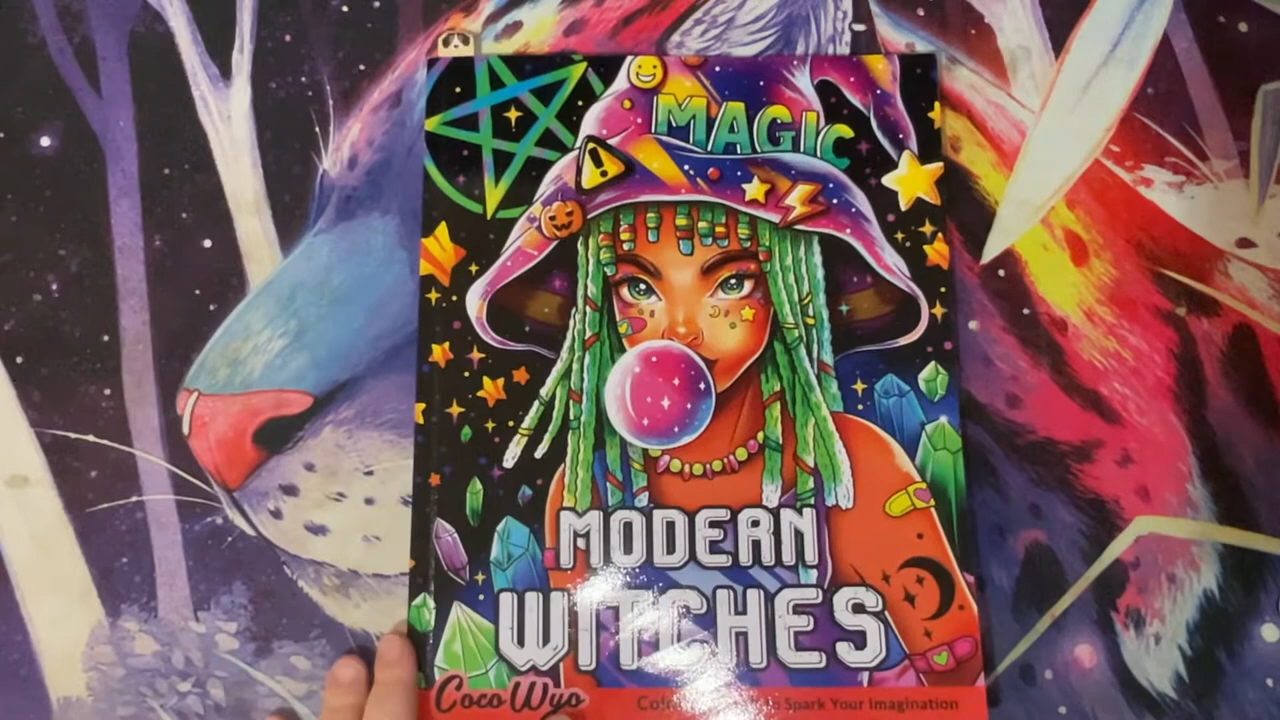 MAGIC
MODERN
WITCHES
Coco Wyo
Spark Your Imagination